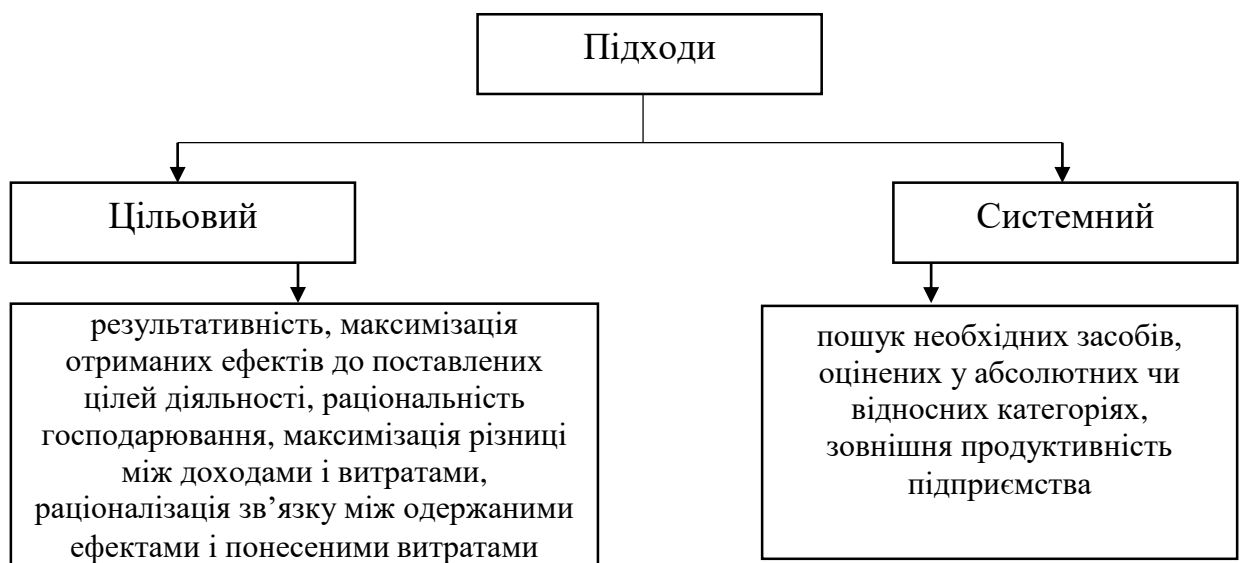 Підходи
Цільовий
Системний
результативність, максимізація
отриманих ефектів до поставлених
цілей діяльності, раціональність
господарювання, максимізація різниці
між доходами і витратами,
раціоналізація зв’язку між одержаними
ефектами і понесеними витратами
пошук необхідних засобів,
оцінених у абсолютних чи
відносних категоріях,
зовнішня продуктивність
підприємства